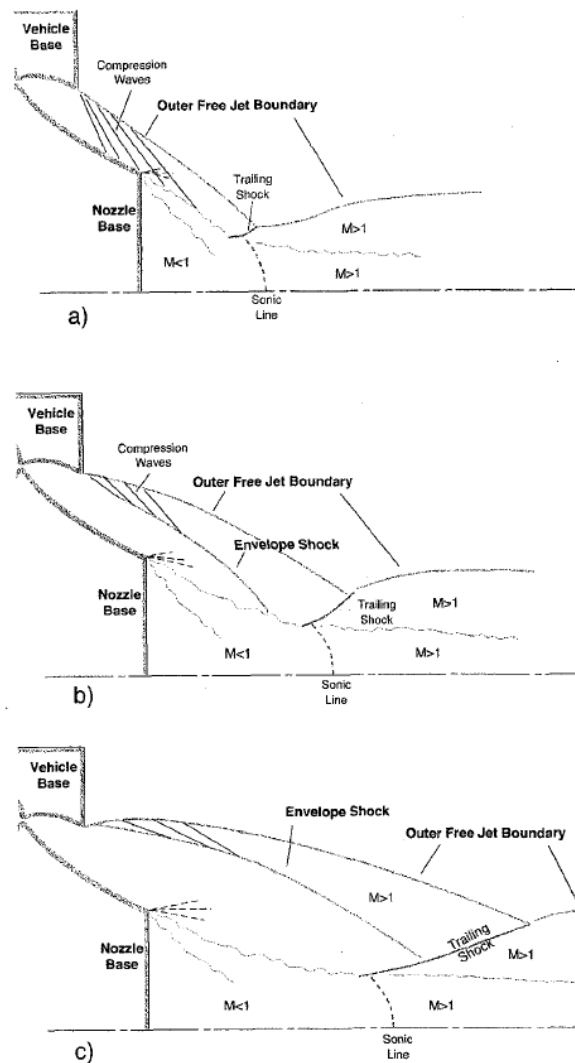 Vehicle
Base
Compression
Waves
Outer Free Jet Boundary
Trailing
Shock
Nozzle
Base
M>1
M<1
M>1
Sonic
Line
a)
Vehicle
Base
Compression
Waves
Outer Free Jet Boundary
Envelope Shock
Nozzle
Base
Trailing
Shock
M>1
M<1
M>1
Sonic
Line
b)
Vehicle
Base
Envelope Shock
Outer Free Jet Boundary
M>1
Trailing
Shock
M>1
Nozzle
Base
M<1
M>1
Sonic
Line
c)